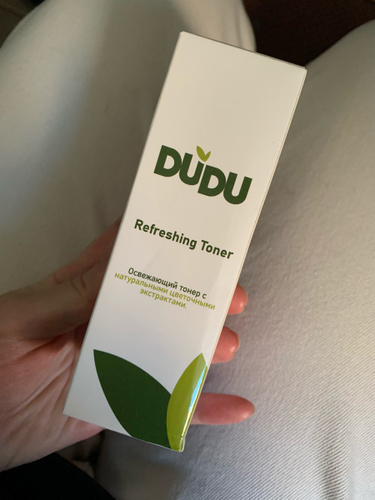 DUDU
Refreshing Toner
Освежающий тонер с
натуральными цветочными
экстрактами.